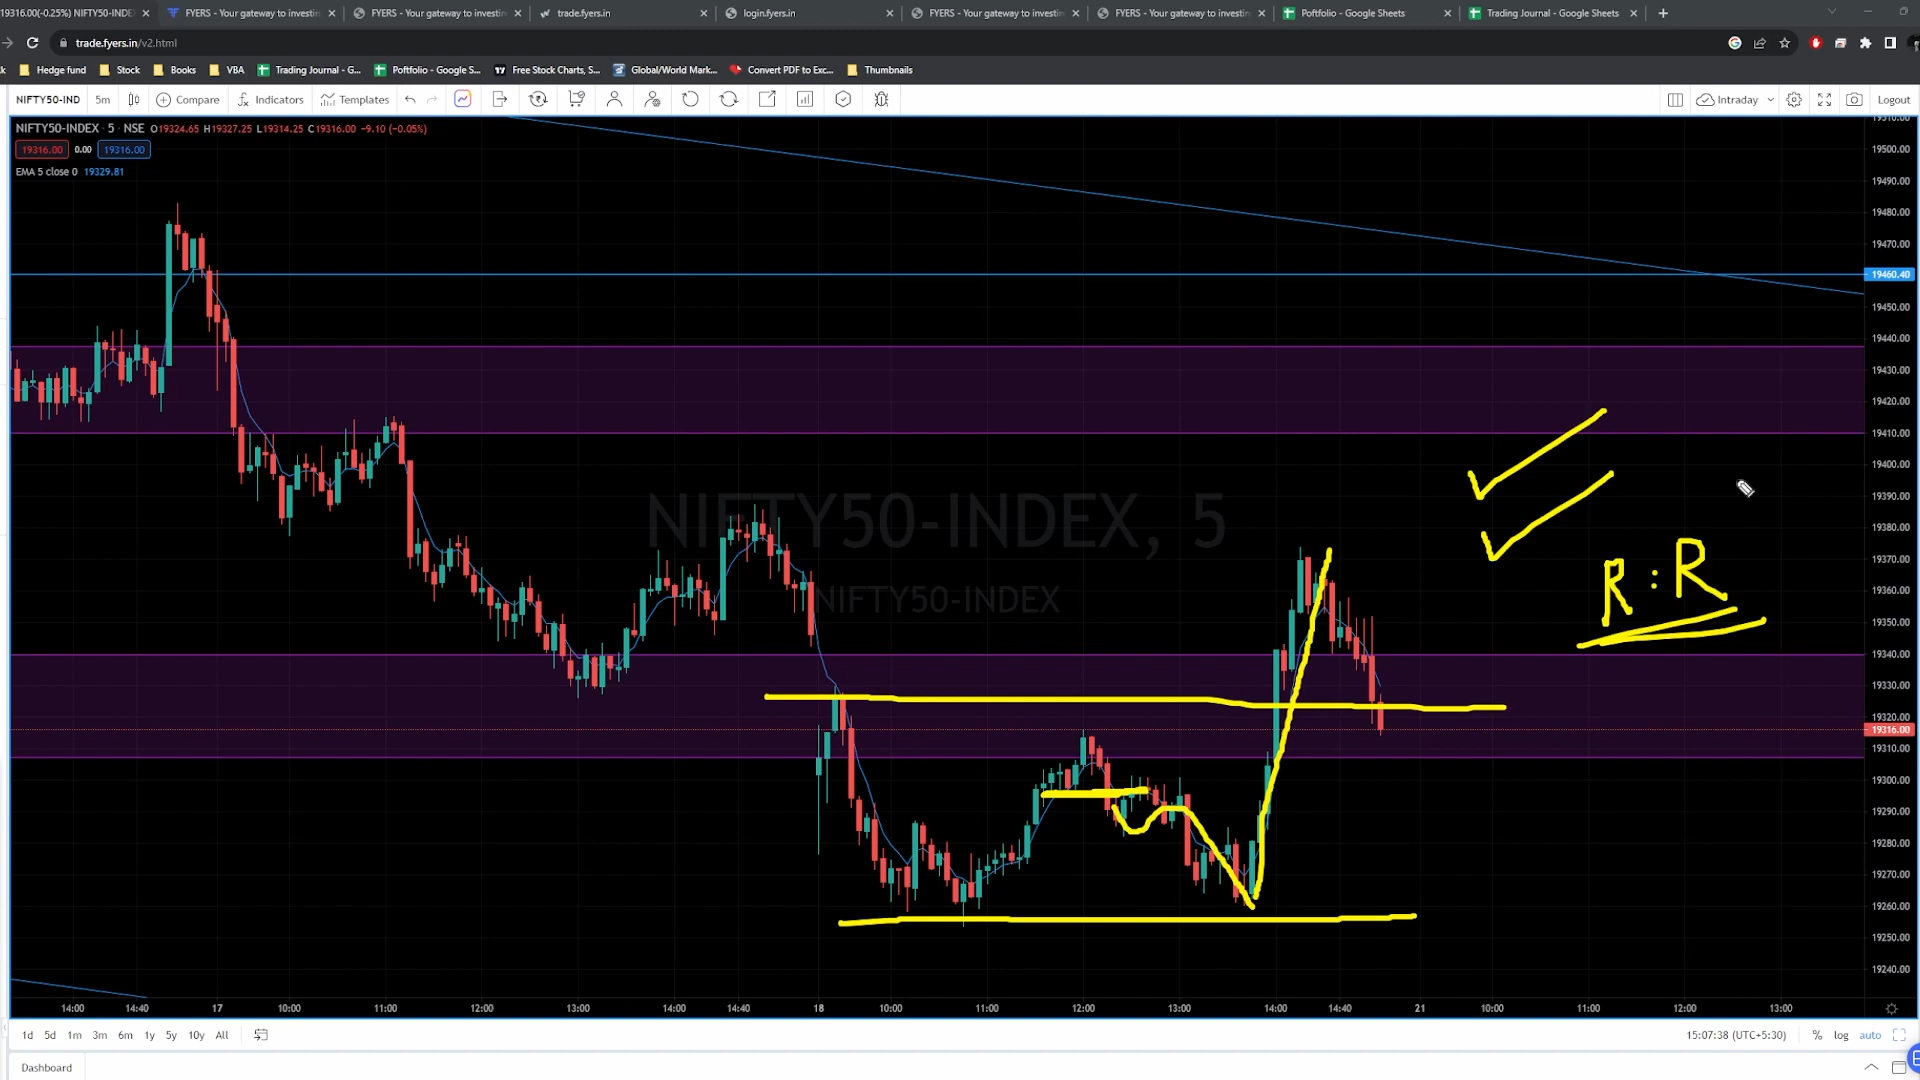 19316.00(-0.25%) NIFTY50-INDE
FYERS - Your gateway to investin
FYERS - Your gateway to investin
trade.fyers.in
login.fyers.in
FYERS - Your gateway to investin
FYERS - Your gateway to investin
Poftfolio - Google Sheets
Trading Journal - Google Sheets
trade.fyers.in/v2.html
k
Hedge fund
Stock
Books
VBA
Trading Journal - G...
Poftfolio - Google S...
Free Stock Charts, S...
Global/World Mark...
Convert PDF to Exc...
Thumbnails
NIFTY50-IND
5m
Compare
Indicators
Templates
Intraday
Logout
NIFTY50-INDEX · 5 · NSE O19324.65 H19327.25 L19314.25 C19316.00 -9.10 (-0.05%)
19316.00 0.00 19316.00
EMA 5 close 0 19329.81
NIFTY50-INDEX, 5
NIFTY50-INDEX
R : R
19510.00
19500.00
19490.00
19480.00
19470.00
19460.40
19450.00
19440.00
19430.00
19420.00
19410.00
19400.00
19390.00
19380.00
19370.00
19360.00
19350.00
19340.00
19330.00
19320.00
19316.00
19310.00
19300.00
19290.00
19280.00
19270.00
19260.00
19250.00
19240.00
14:00 14:40 17 10:00 11:00 12:00 13:00 14:00 14:40 18 10:00 11:00 12:00 13:00 14:00 14:40 21 10:00 11:00 12:00 13:00
1d 5d 1m 3m 6m 1y 5y 10y All
15:07:38 (UTC+5:30) % log auto
Dashboard